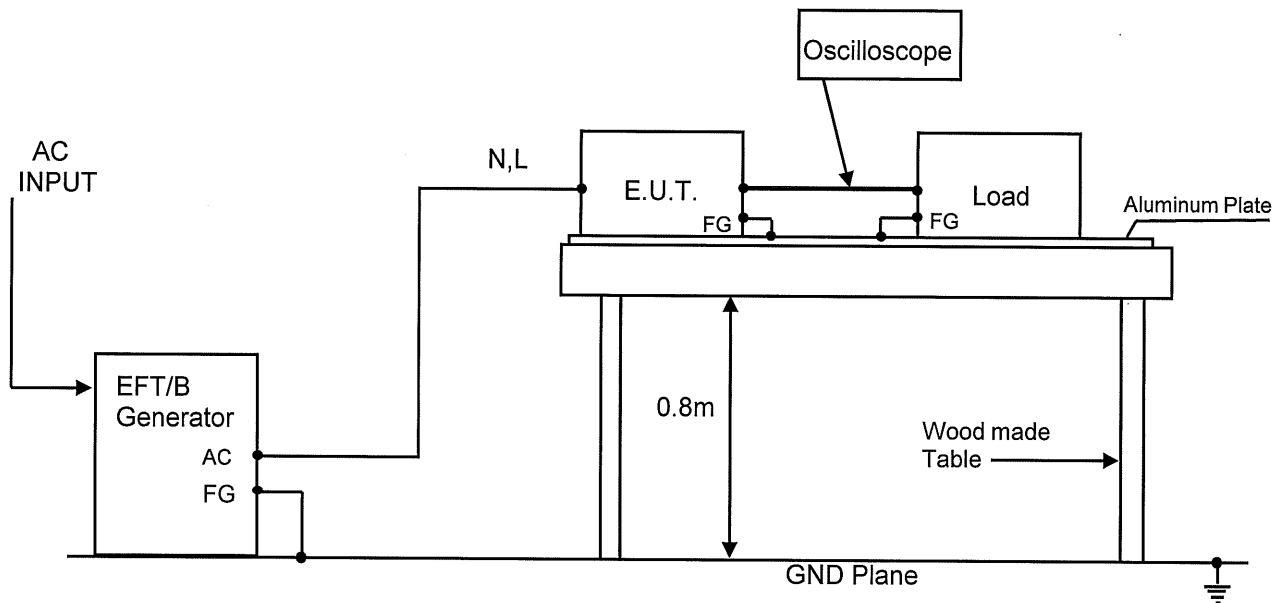 Oscilloscope
AC
INPUT
N,L
E.U.T.
FG
FG
Load
Aluminum Plate
EFT/B
Generator
AC
FG
0.8m
Wood made
Table
GND Plane